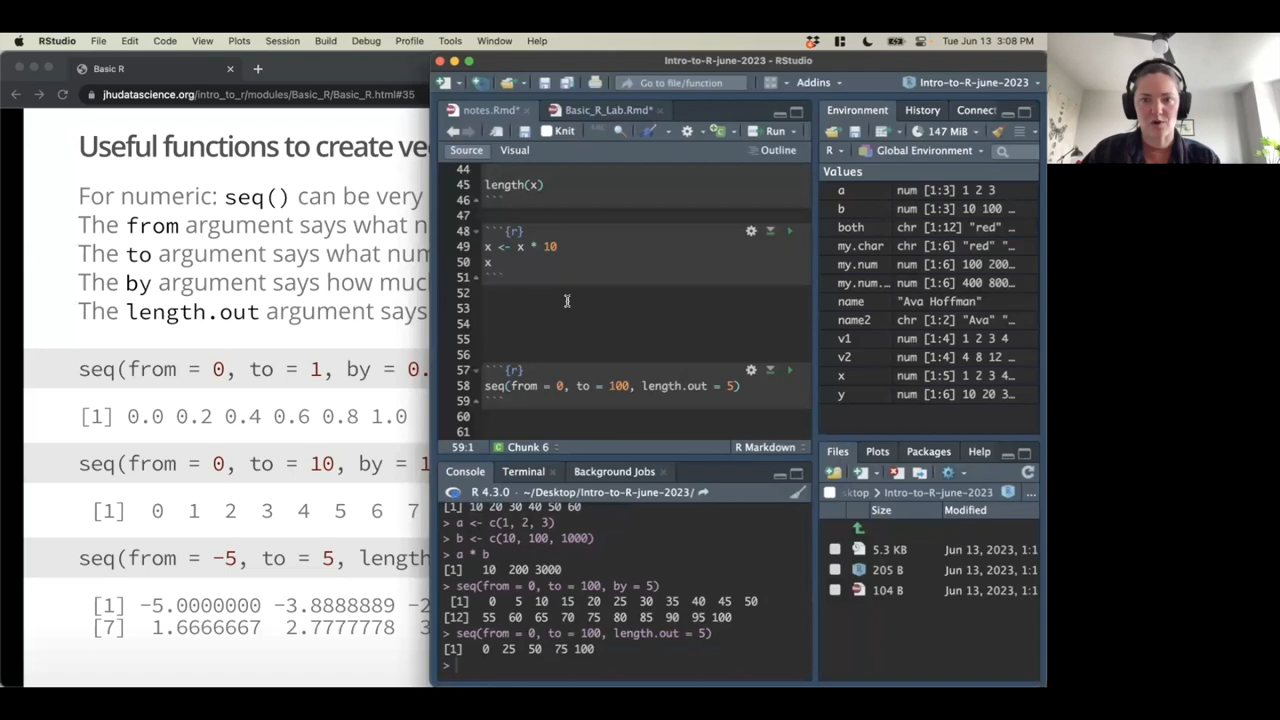 RStudio File Edit Code View Plots Session Build Debug Profile Tools Window Help Tue Jun 13 3:08 PM
Basic R
jhudatascience.org/intro_to_r/modules/Basic_R/Basic_R.html#35
Useful functions to create ve
For numeric: seq() can be very
The from argument says what n
The to argument says what num
The by argument says how much
The length.out argument says
seq(from = 0, to = 1, by = 0.
[1] 0.0 0.2 0.4 0.6 0.8 1.0
seq(from = 0, to = 10, by = 1
[1] 0 1 2 3 4 5 6 7
seq(from = -5, to = 5, length
[1] -5.0000000 -3.8888889 -2
[7] 1.6666667 2.7777778 3
Intro-to-R-june-2023 - RStudio
Go to file/function
Addins
Intro-to-R-june-2023
notes.Rmd* Basic_R_Lab.Rmd*
Knit Run
Source Visual Outline
44
45 length(x)
46 ```
47
48 ```{r}
49 x <- x * 10
50 x
51 ```
52
53
54
55
56
57 ```{r}
58 seq(from = 0, to = 100, length.out = 5)
59 ```
60
61
59:1 Chunk 6 R Markdown
Console Terminal Background Jobs
R 4.3.0 · ~/Desktop/Intro-to-R-june-2023/
[1] 10 20 30 40 50 60
> a <- c(1, 2, 3)
> b <- c(10, 100, 1000)
> a * b
[1] 10 200 3000
> seq(from = 0, to = 100, by = 5)
[1] 0 5 10 15 20 25 30 35 40 45 50
[12] 55 60 65 70 75 80 85 90 95 100
> seq(from = 0, to = 100, length.out = 5)
[1] 0 25 50 75 100
>
Environment History Connect
147 MiB
R Global Environment
Values
a num [1:3] 1 2 3
b num [1:3] 10 100 …
both chr [1:12] "red" …
my.char chr [1:6] "red" "…
my.num num [1:6] 100 200…
my.num.… num [1:6] 400 800…
name "Ava Hoffman"
name2 chr [1:2] "Ava" "…
v1 num [1:4] 1 2 3 4
v2 num [1:4] 4 8 12 …
x num [1:5] 1 2 3 4…
y num [1:6] 10 20 3…
Files Plots Packages Help
ktop Intro-to-R-june-2023 ...
Size Modified
5.3 KB Jun 13, 2023, 1:1
205 B Jun 13, 2023, 1:1
104 B Jun 13, 2023, 1:1